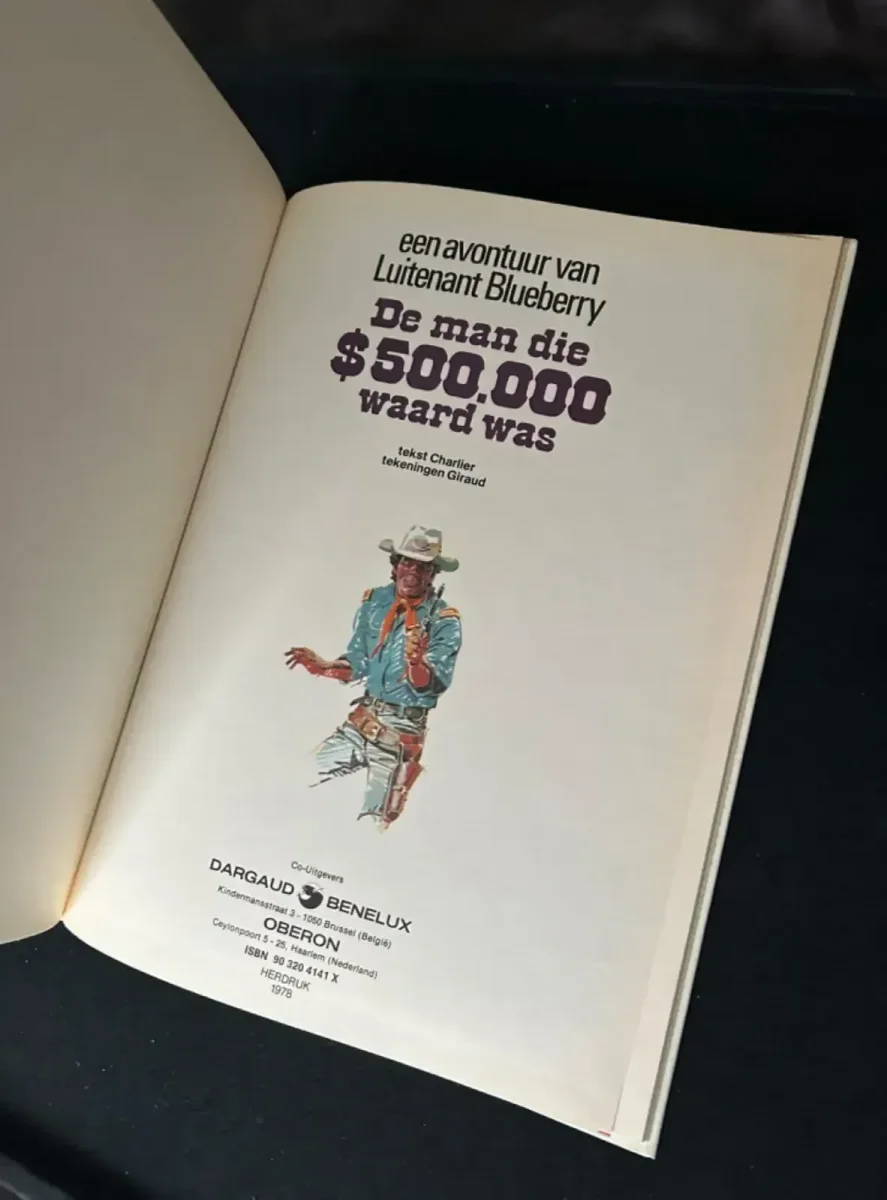 een avontuur van
Luitenant Blueberry
De man die
$500.000
waard was
tekst Charlier
tekeningen Giraud
Co-Uitgevers
DARGAUD BENELUX
Kindermansstraat 3 - 1050 Brussel (België)
OBERON
Ceylonpoort 5 - 25, Haarlem (Nederland)
ISBN 90 320 4141 X
HERDRUK
1978